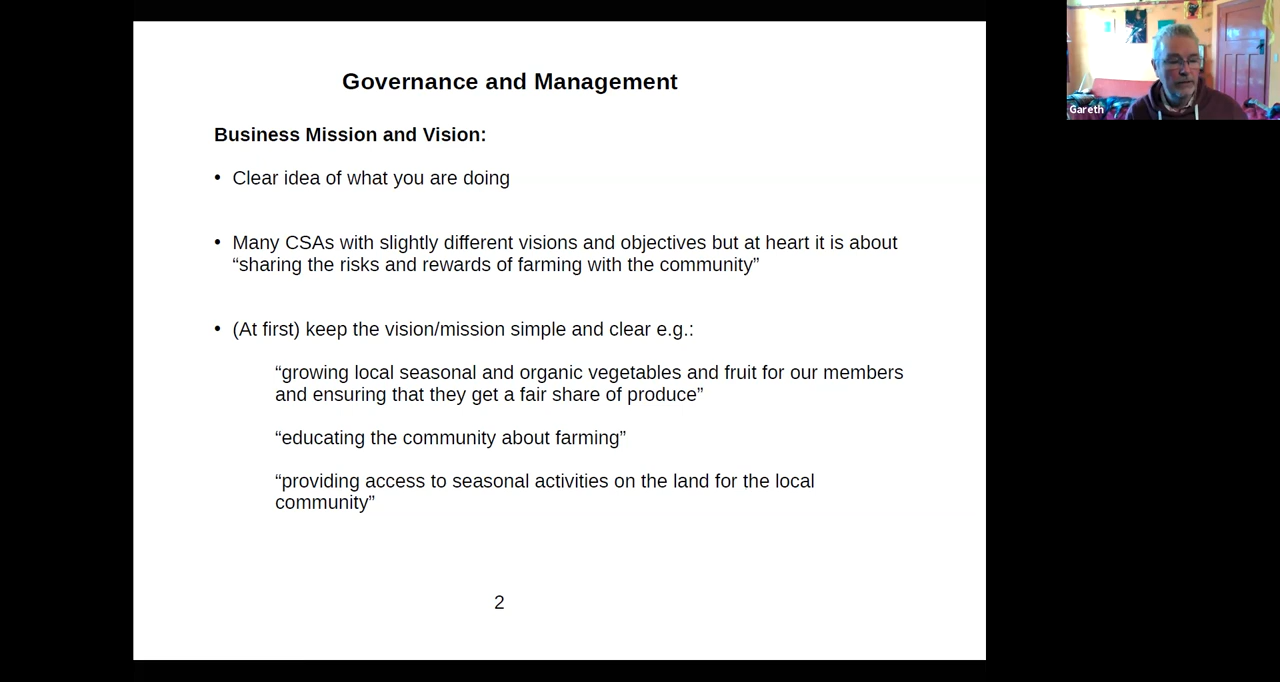 Governance and Management
Business Mission and Vision:
• Clear idea of what you are doing
• Many CSAs with slightly different visions and objectives but at heart it is about
“sharing the risks and rewards of farming with the community”
• (At first) keep the vision/mission simple and clear e.g.:
“growing local seasonal and organic vegetables and fruit for our members
and ensuring that they get a fair share of produce”
“educating the community about farming”
“providing access to seasonal activities on the land for the local
community”
2
Gareth